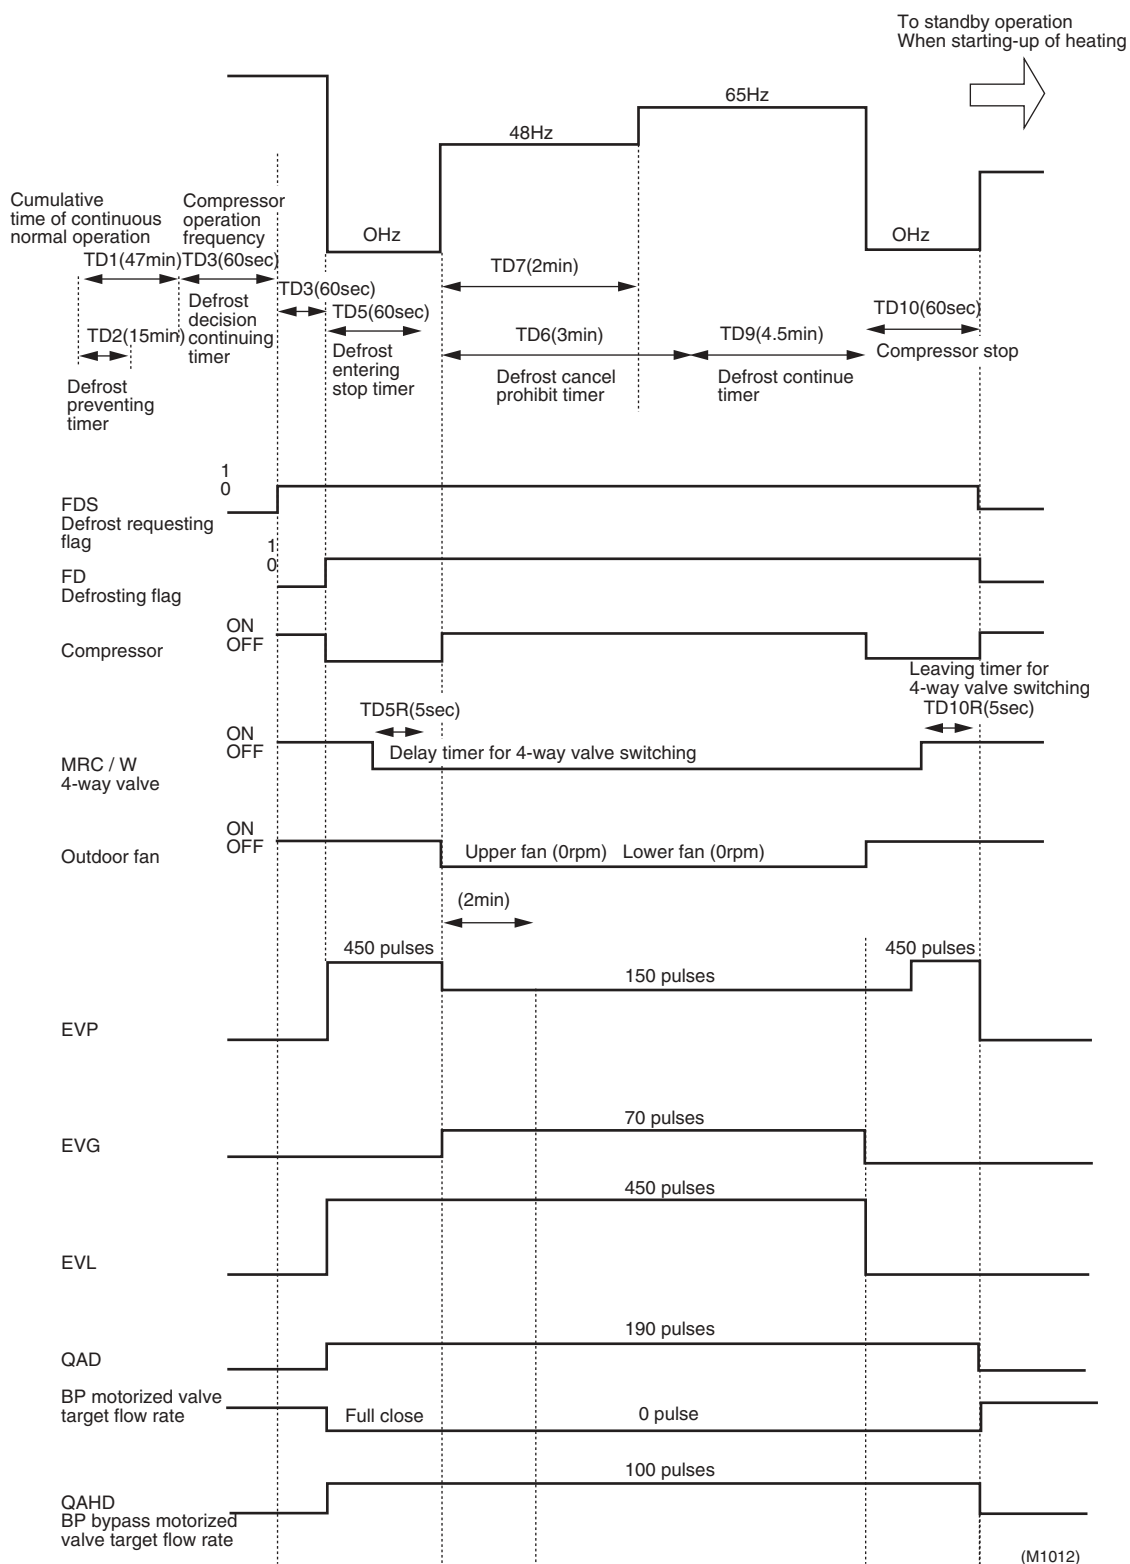 To standby operation
When starting-up of heating
65Hz
48Hz
Cumulative
time of continuous
normal operation
Compressor
operation
frequency
OHz
OHz
TD1(47min)
TD3(60sec)
TD7(2min)
TD3(60sec)
Defrost
decision
continuing
timer
TD2(15min)
TD5(60sec)
TD10(60sec)
TD6(3min)
TD9(4.5min)
Defrost
entering
stop timer
Compressor stop
Defrost
preventing
timer
Defrost cancel
prohibit timer
Defrost continue
timer
1
0
FDS
Defrost requesting
flag
1
0
FD
Defrosting flag
ON
OFF
Compressor
Leaving timer for
4-way valve switching
TD10R(5sec)
TD5R(5sec)
ON
OFF
Delay timer for 4-way valve switching
MRC / W
4-way valve
ON
OFF
Outdoor fan
Upper fan (0rpm) Lower fan (0rpm)
(2min)
450 pulses
450 pulses
150 pulses
EVP
70 pulses
EVG
450 pulses
EVL
190 pulses
QAD
BP motorized valve
target flow rate
Full close
0 pulse
100 pulses
QAHD
BP bypass motorized
valve target flow rate
(M1012)